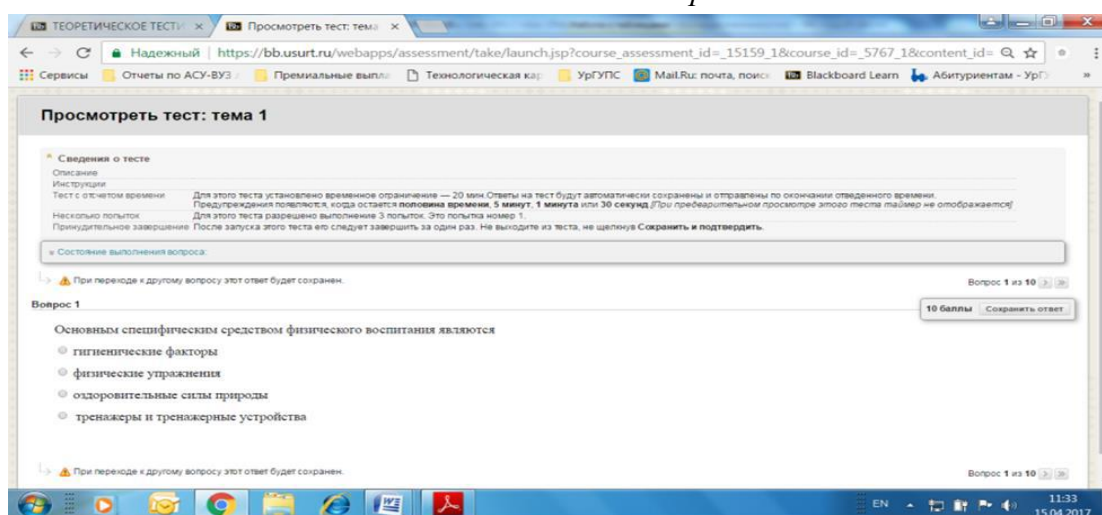 ТЕОРЕТИЧЕСКОЕ ТЕСТИ
Просмотреть тест: тема
Надежный https://bb.usurt.ru/webapps/assessment/take/launch.jsp?course_assessment_id=_15159_1&course_id=_5767_1&content_id=
Сервисы Отчеты по АСУ-ВУЗ Премиальные выпла Технологическая кар УрГУПС Mail.Ru: почта, поиск Blackboard Learn Абитуриентам - УрГ »
Просмотреть тест: тема 1
Сведения о тесте
Описание
Инструкции
Тест с отсчетом времени Для этого теста установлено временное ограничение — 20 мин.Ответы на тест будут автоматически сохранены и отправлены по окончании отведенного времени.
Предупреждения появляются, когда остается половина времени, 5 минут, 1 минута или 30 секунд.[При предварительном просмотре этого теста таймер не отображается]
Несколько попыток Для этого теста разрешено выполнение 3 попыток. Это попытка номер 1.
Принудительное завершение После запуска этого теста его следует завершить за один раз. Не выходите из теста, не щелкнув Сохранить и подтвердить.
Состояние выполнения вопроса:
При переходе к другому вопросу этот ответ будет сохранен.
Вопрос 1 из 10
Вопрос 1
10 баллы Сохранить ответ
Основным специфическим средством физического воспитания являются
гигиенические факторы
физические упражнения
оздоровительные силы природы
тренажеры и тренажерные устройства
При переходе к другому вопросу этот ответ будет сохранен.
Вопрос 1 из 10
EN
11:33
15.04.2017